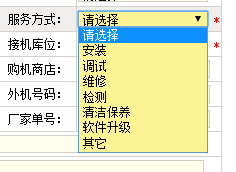 服务方式： 请选择 *
请选择
接机库位： 安装 *
调试
购机商店： 维修
外机号码： 检测
清洁保养
厂家单号： 软件升级
其它